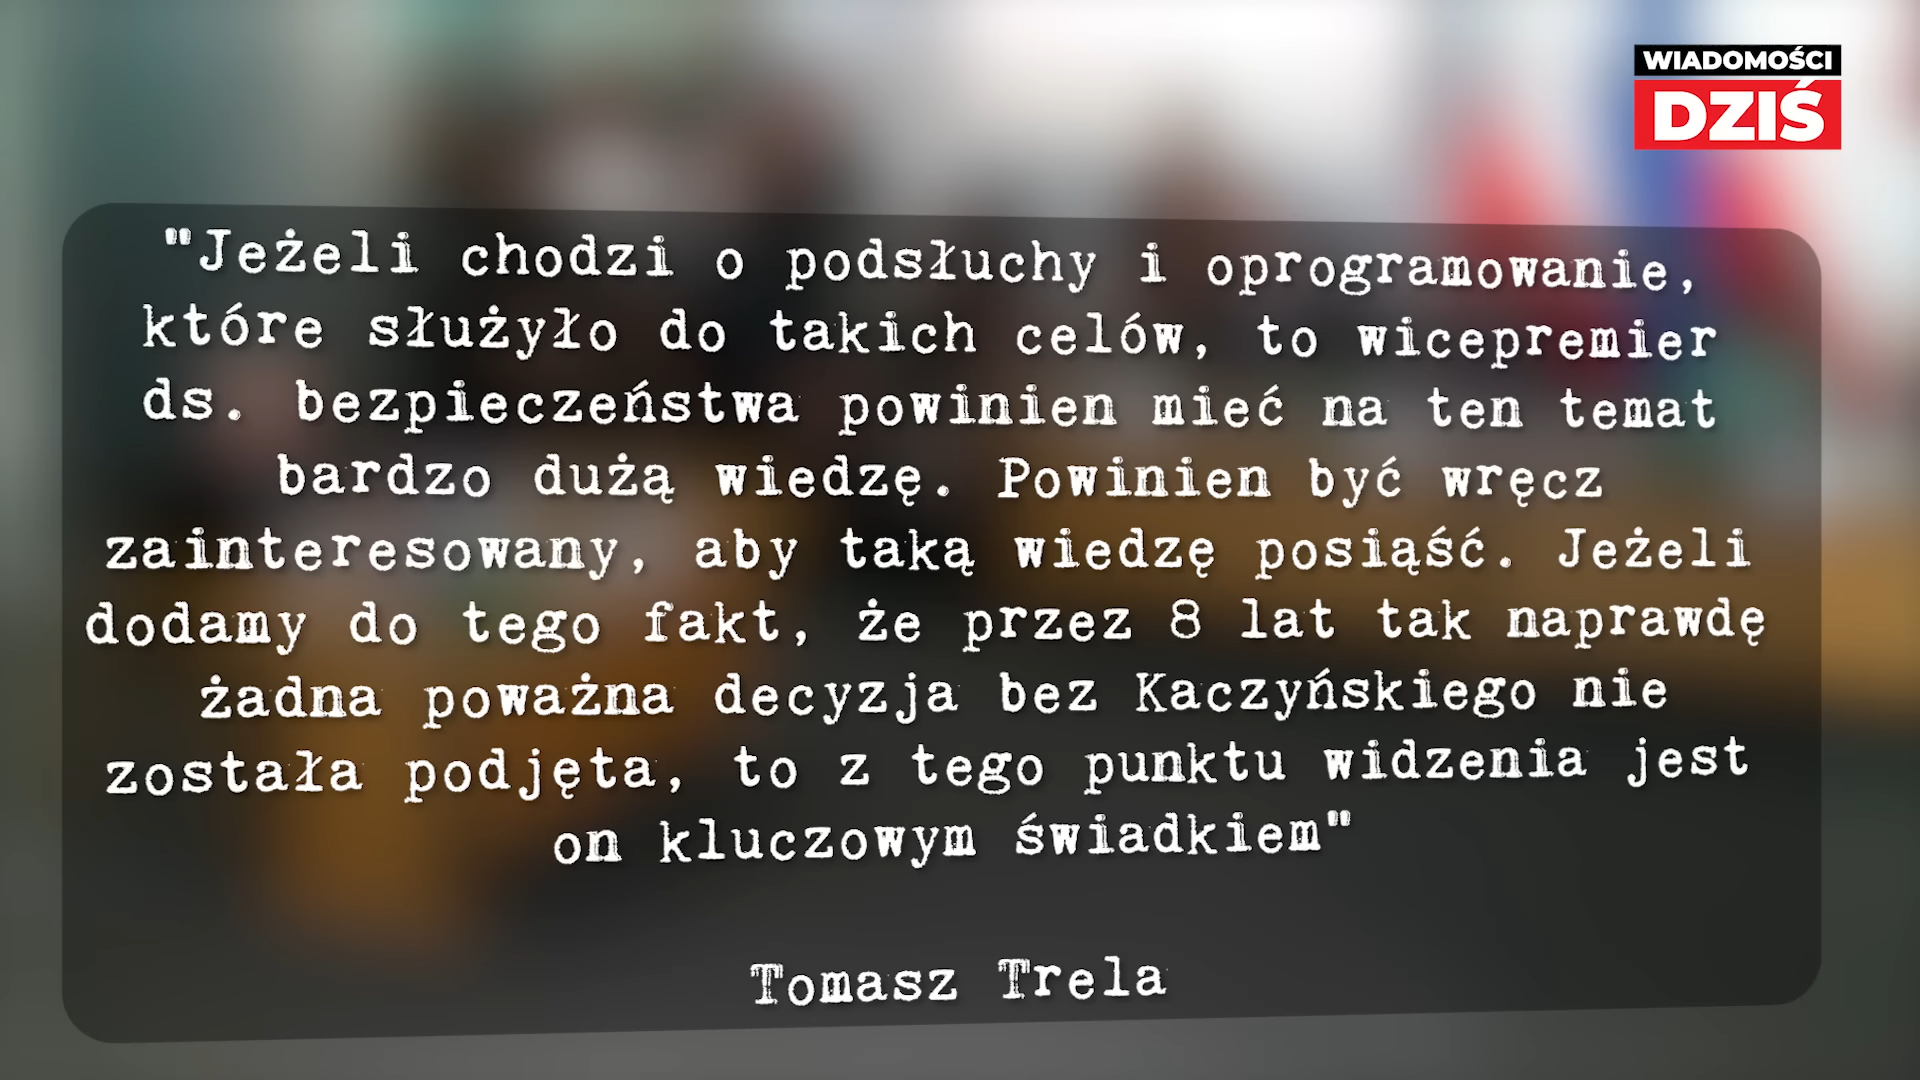 WIADOMOŚCI
DZIŚ
"Jeżeli chodzi o podsłuchy i oprogramowanie,
które służyło do takich celów, to wicepremier
ds. bezpieczeństwa powinien mieć na ten temat
bardzo dużą wiedzę. Powinien być wręcz
zainteresowany, aby taką wiedzę posiąść. Jeżeli
dodamy do tego fakt, że przez 8 lat tak naprawdę
żadna poważna decyzja bez Kaczyńskiego nie
została podjęta, to z tego punktu widzenia jest
on kluczowym świadkiem"
Tomasz Trela